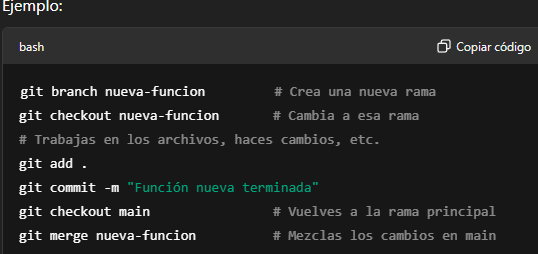 Ejemplo:
bash Copiar código
git branch nueva-funcion # Crea una nueva rama
git checkout nueva-funcion # Cambia a esa rama
# Trabajas en los archivos, haces cambios, etc.
git add .
git commit -m "Función nueva terminada"
git checkout main # Vuelves a la rama principal
git merge nueva-funcion # Mezclas los cambios en main